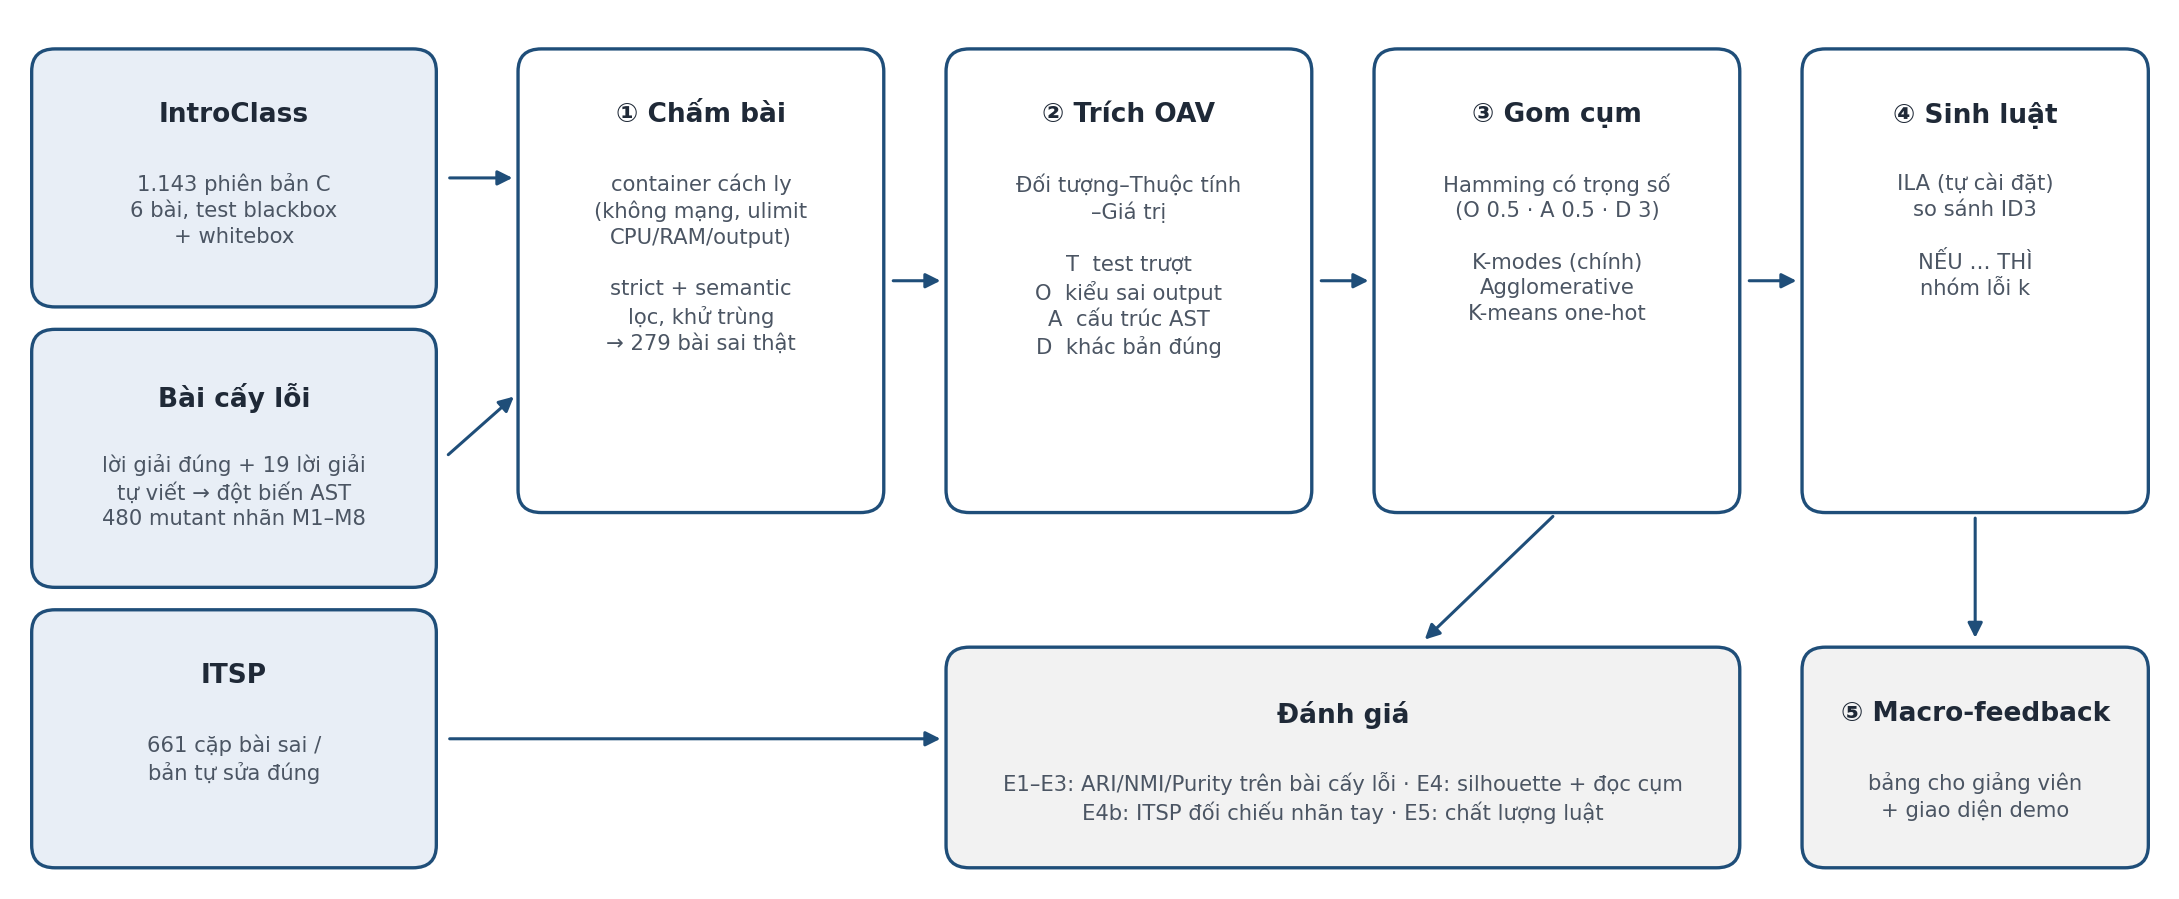 IntroClass
1.143 phiên bản C
6 bài, test blackbox
+ whitebox
Bài cấy lỗi
lời giải đúng + 19 lời giải
tự viết → đột biến AST
480 mutant nhãn M1–M8
ITSP
661 cặp bài sai /
bản tự sửa đúng
① Chấm bài
container cách ly
(không mạng, ulimit
CPU/RAM/output)
strict + semantic
lọc, khử trùng
→ 279 bài sai thật
② Trích OAV
Đối tượng–Thuộc tính
–Giá trị
T test trượt
O kiểu sai output
A cấu trúc AST
D khác bản đúng
③ Gom cụm
Hamming có trọng số
(O 0.5 · A 0.5 · D 3)
K-modes (chính)
Agglomerative
K-means one-hot
④ Sinh luật
ILA (tự cài đặt)
so sánh ID3
NẾU ... THÌ
nhóm lỗi k
Đánh giá
E1–E3: ARI/NMI/Purity trên bài cấy lỗi · E4: silhouette + đọc cụm
E4b: ITSP đối chiếu nhãn tay · E5: chất lượng luật
⑤ Macro-feedback
bảng cho giảng viên
+ giao diện demo